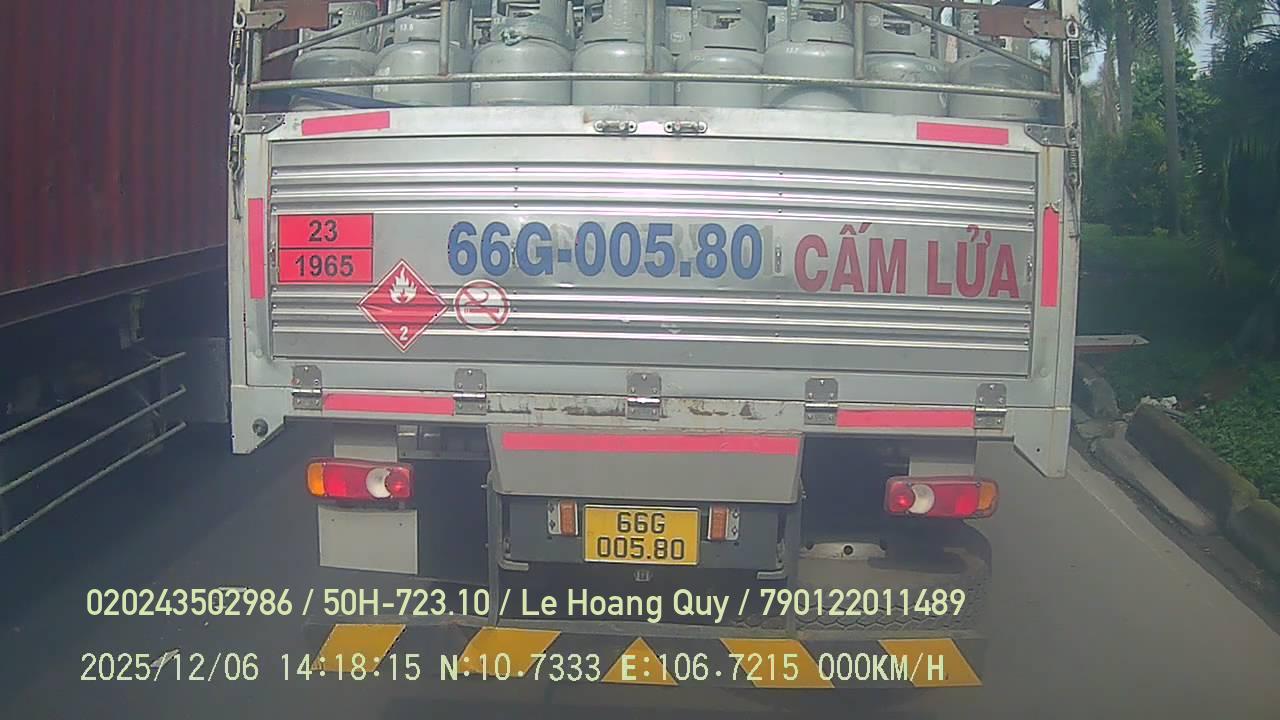 23
1965
66G-005.80
CẤM LỬA
2
66G
005.80
020243502986 / 50H-723.10 / Le Hoang Quy / 790122011489
2025/12/06 14:18:15 N:10.7333 E:106.7215 000KM/H